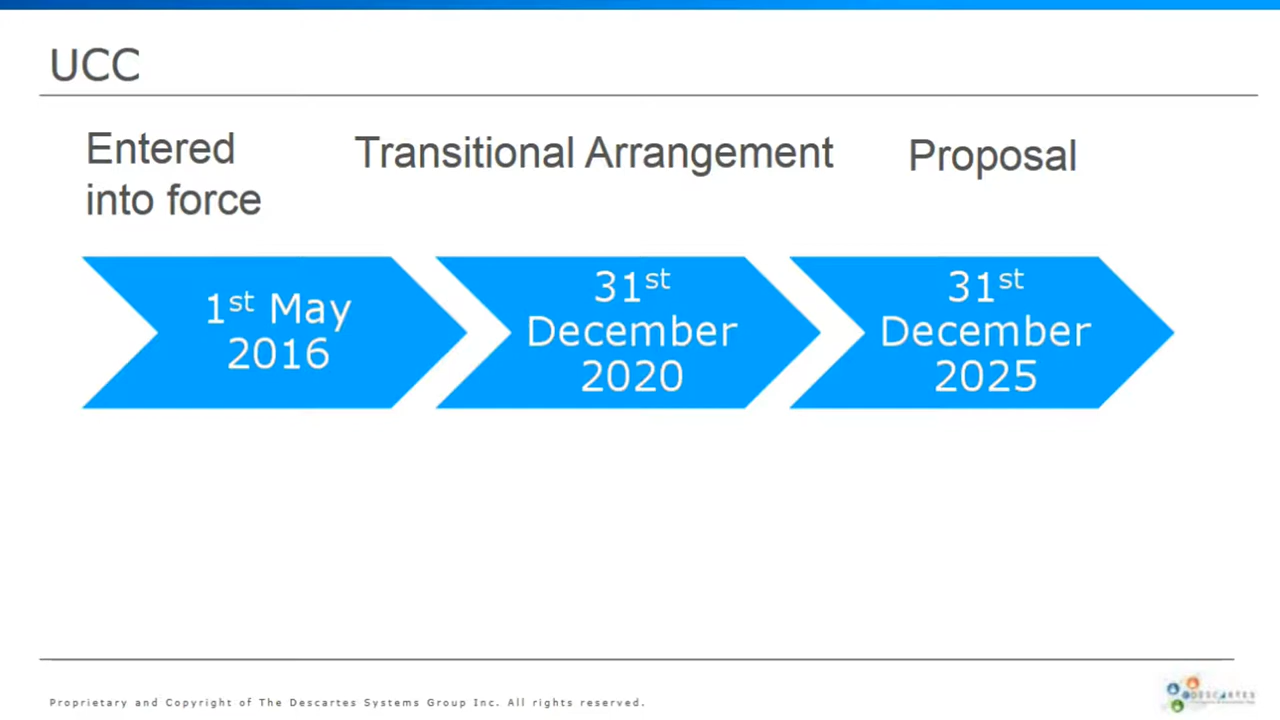 UCC
Entered
into force
Transitional Arrangement
Proposal
1st May
2016
31st
December
2020
31st
December
2025
Proprietary and Copyright of The Descartes Systems Group Inc. All rights reserved.
DESCARTES